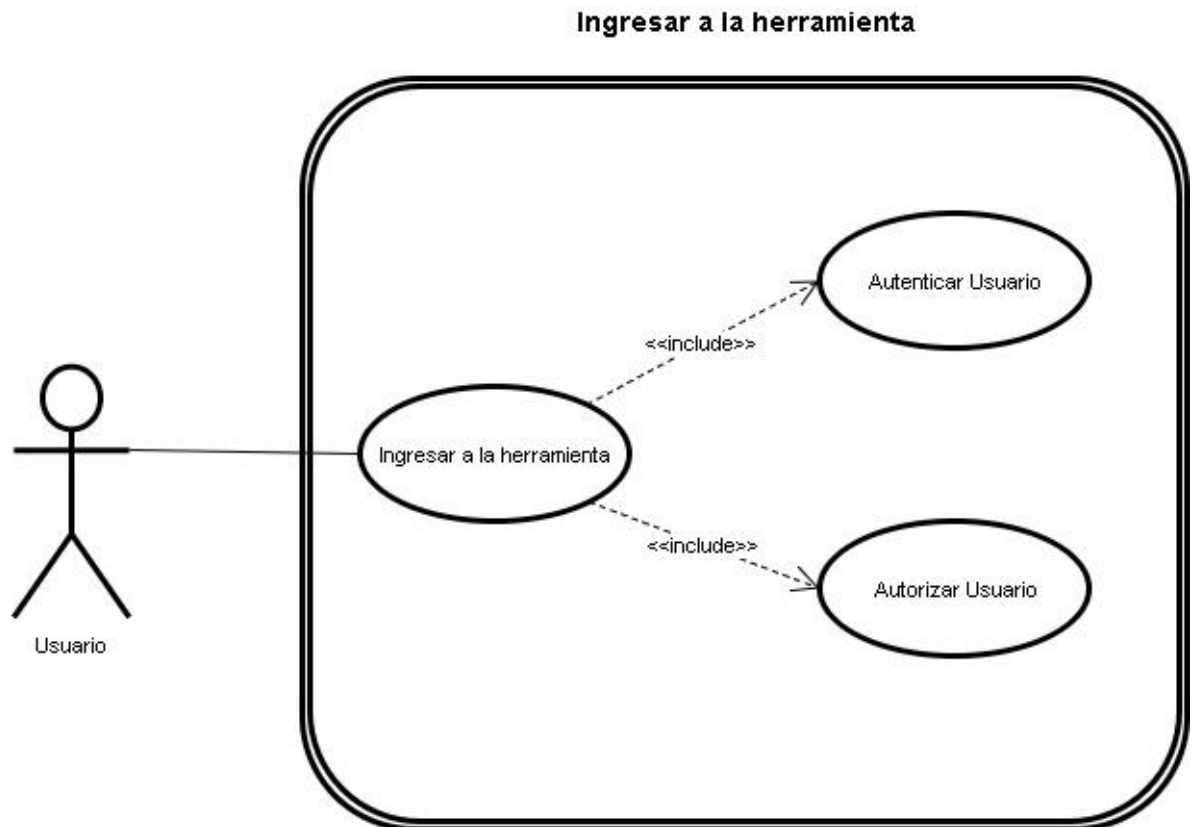 Ingresar a la herramienta
Autenticar Usuario
<<include>>
Ingresar a la herramienta
<<include>>
Autorizar Usuario
Usuario